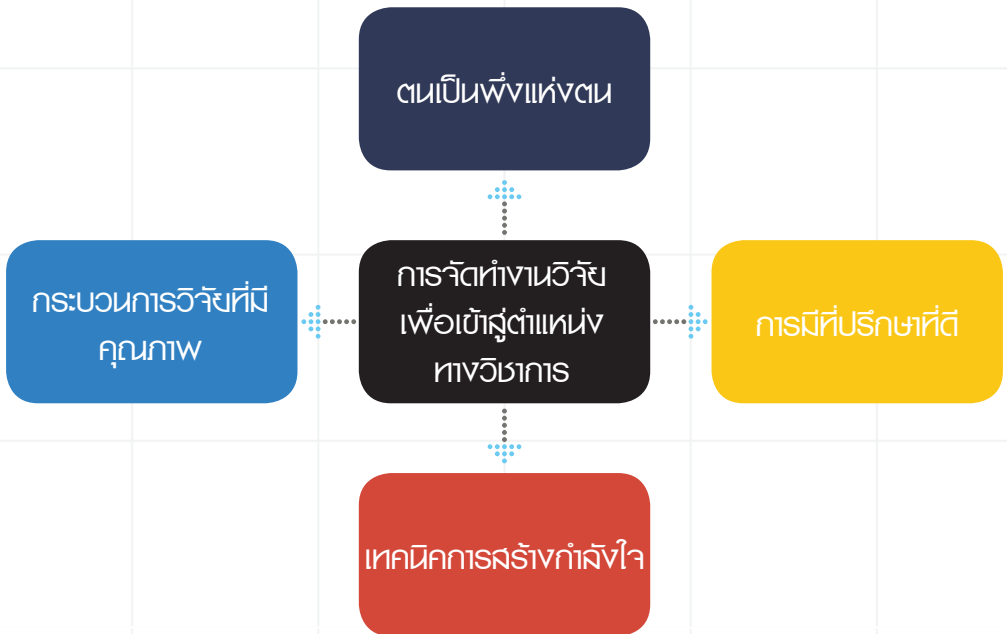 ตนเป็นพึ่งแห่งตน
กระบวนการวิจัยที่มี
คุณภาพ
การจัดทำงานวิจัย
เพื่อเข้าสู่ตำแหน่ง
ทางวิชาการ
การมีที่ปรึกษาที่ดี
เทคนิคการสร้างกำลังใจ